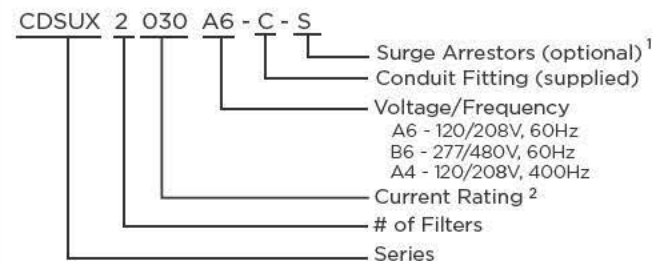 CDSUX 2 030 A6 - C - S
Surge Arrestors (optional) 1
Conduit Fitting (supplied)
Voltage/Frequency
A6 - 120/208V, 60Hz
B6 - 277/480V, 60Hz
A4 - 120/208V, 400Hz
Current Rating 2
# of Filters
Series